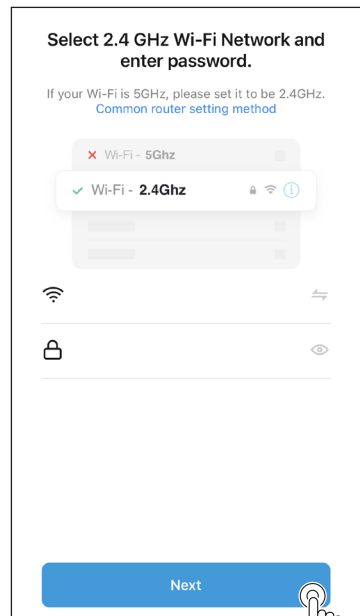 Select 2.4 GHz Wi-Fi Network and
enter password.
If your Wi-Fi is 5GHz, please set it to be 2.4GHz.
Common router setting method
Wi-Fi - 5Ghz
Wi-Fi - 2.4Ghz
Next